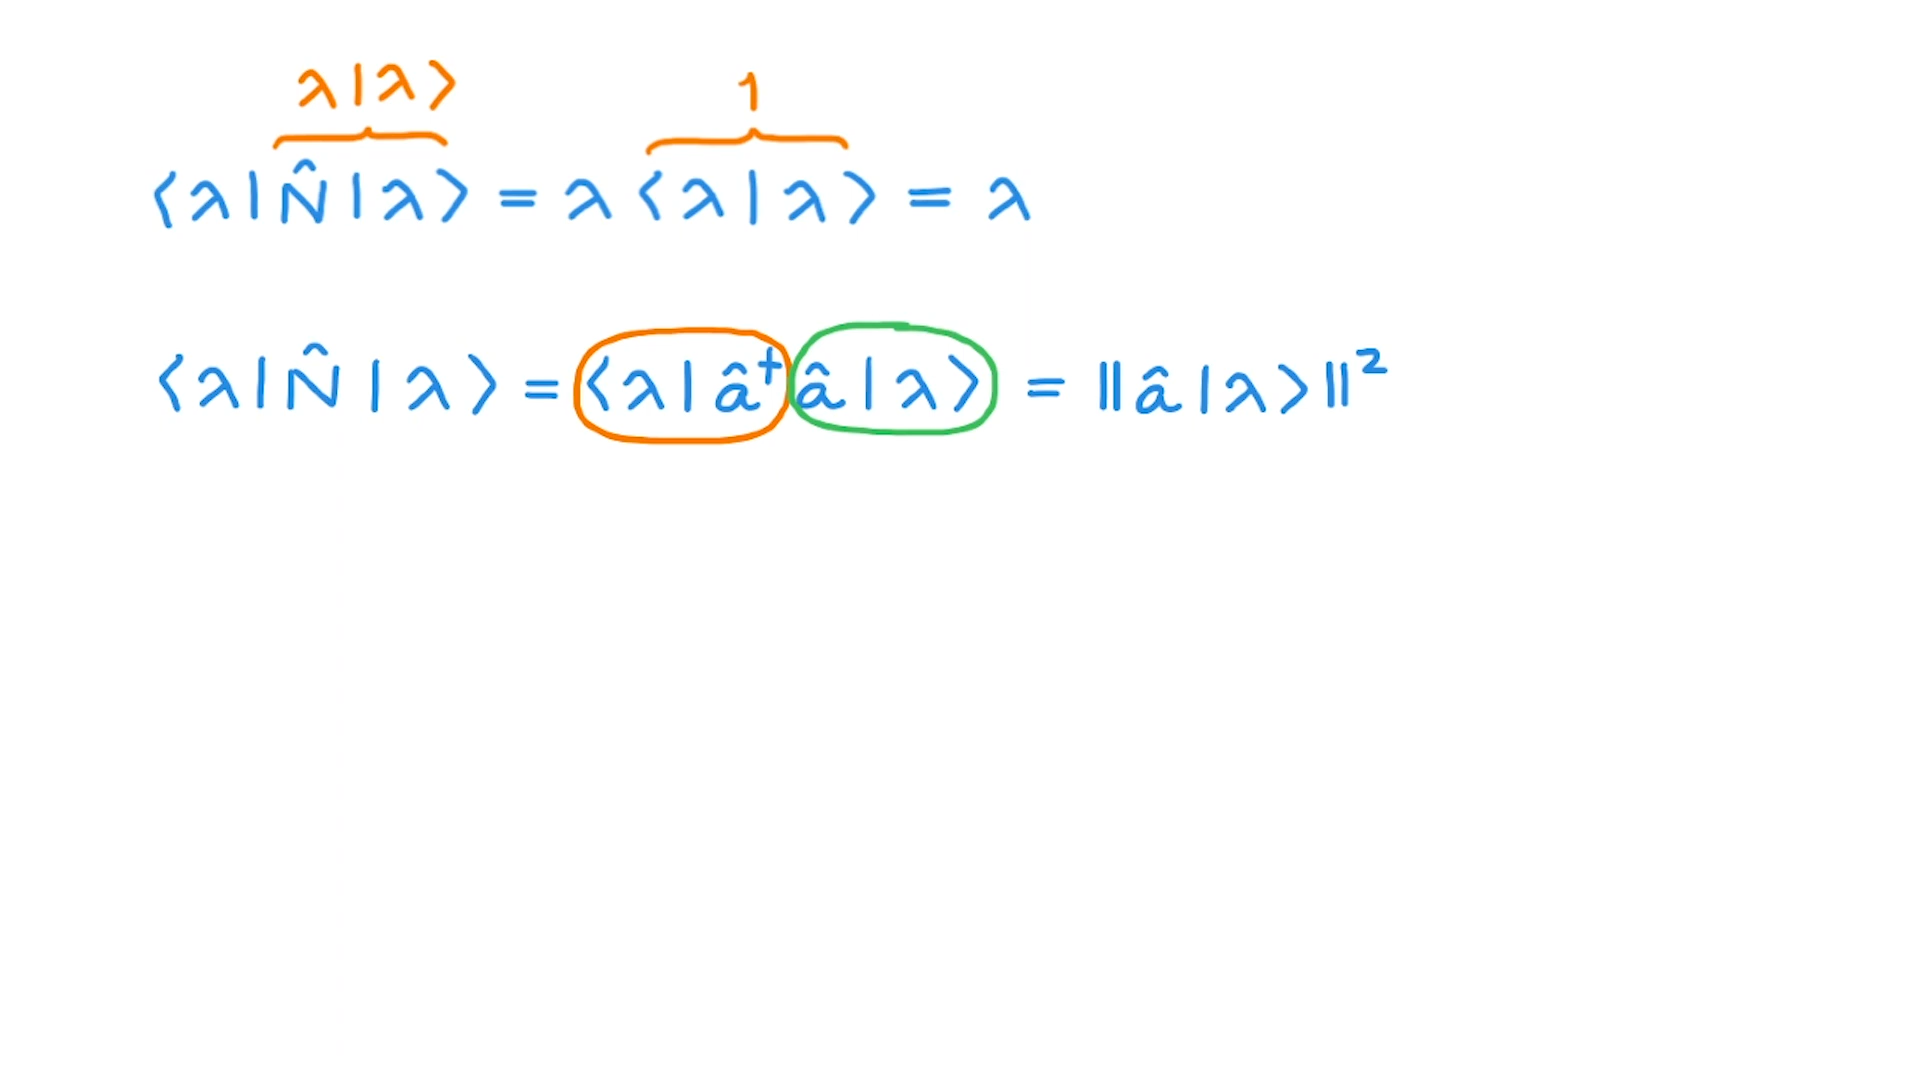 λ|λ⟩ 1
⟨λ|N̂|λ⟩ = λ⟨λ|λ⟩ = λ
⟨λ|N̂|λ⟩ = ⟨λ|â†â|λ⟩ = ‖â|λ⟩‖²